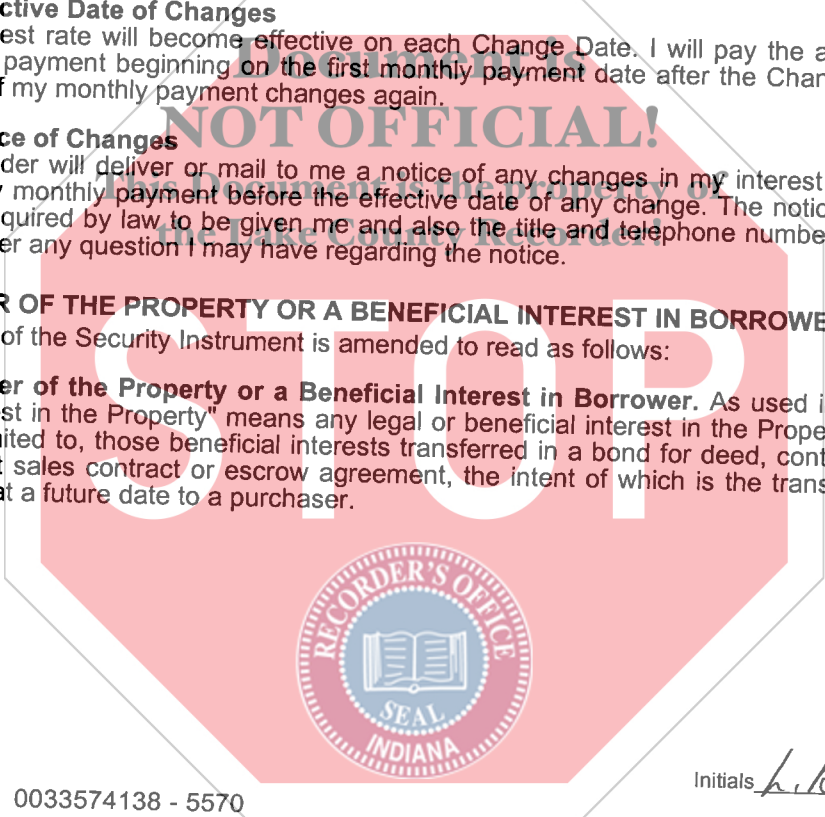 ctive Date of Changes
est rate will become effective on each Change Date. I will pay the a
payment beginning on the first monthly payment date after the Chan
f my monthly payment changes again.
Document is
NOT OFFICIAL!
This Document is the property of
the Lake County Recorder!
ce of Changes
der will deliver or mail to me a notice of any changes in my interest
monthly payment before the effective date of any change. The notic
quired by law to be given me and also the title and telephone numbe
er any question I may have regarding the notice.
R OF THE PROPERTY OR A BENEFICIAL INTEREST IN BORROWE
of the Security Instrument is amended to read as follows:
er of the Property or a Beneficial Interest in Borrower. As used i
st in the Property" means any legal or beneficial interest in the Prope
ited to, those beneficial interests transferred in a bond for deed, cont
t sales contract or escrow agreement, the intent of which is the trans
at a future date to a purchaser.
STOP
RECORDER'S OFFICE
SEAL
INDIANA
Initials
0033574138 - 5570